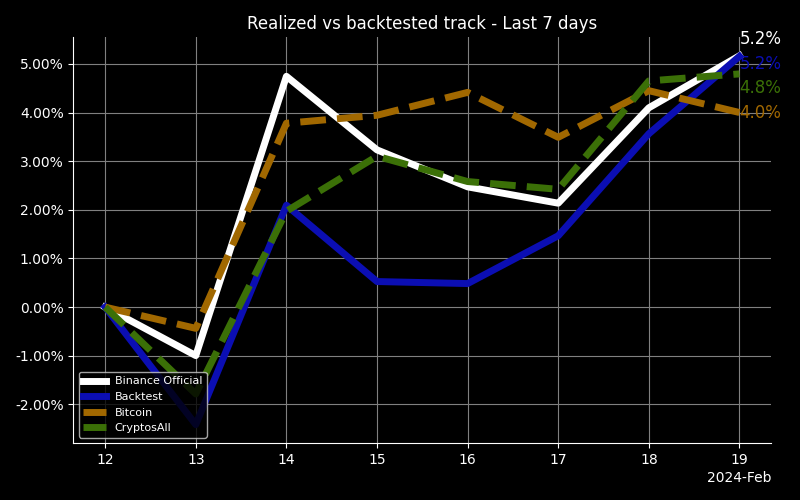 Realized vs backtested track - Last 7 days
5.2%
5.2%
4.8%
4.0%
5.00%
4.00%
3.00%
2.00%
1.00%
0.00%
-1.00%
-2.00%
Binance Official
Backtest
Bitcoin
CryptosAll
12 13 14 15 16 17 18 19
2024-Feb